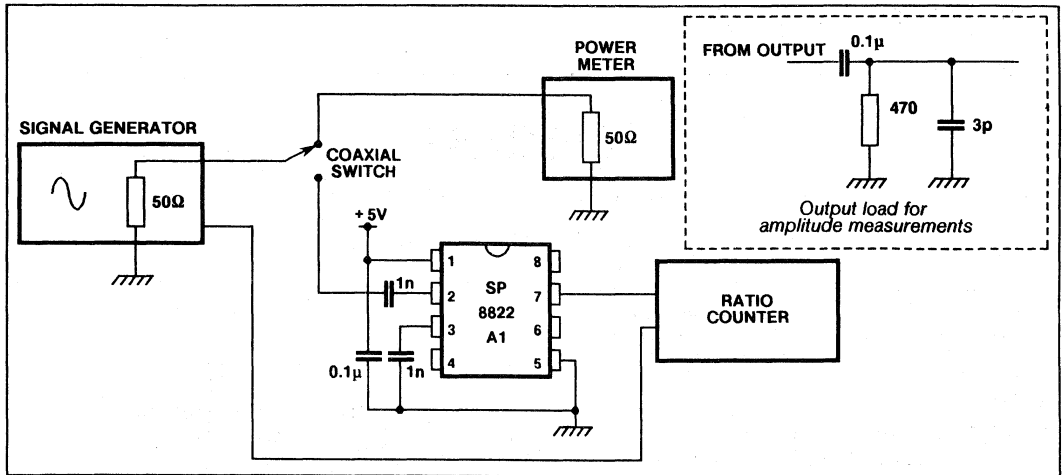 SIGNAL GENERATOR
50Ω
COAXIAL
SWITCH
POWER
METER
50Ω
FROM OUTPUT
0.1µ
470
3p
Output load for
amplitude measurements
+ 5V
1n
0.1µ
1n
1
2
3
4
SP
8822
A1
8
7
6
5
RATIO
COUNTER